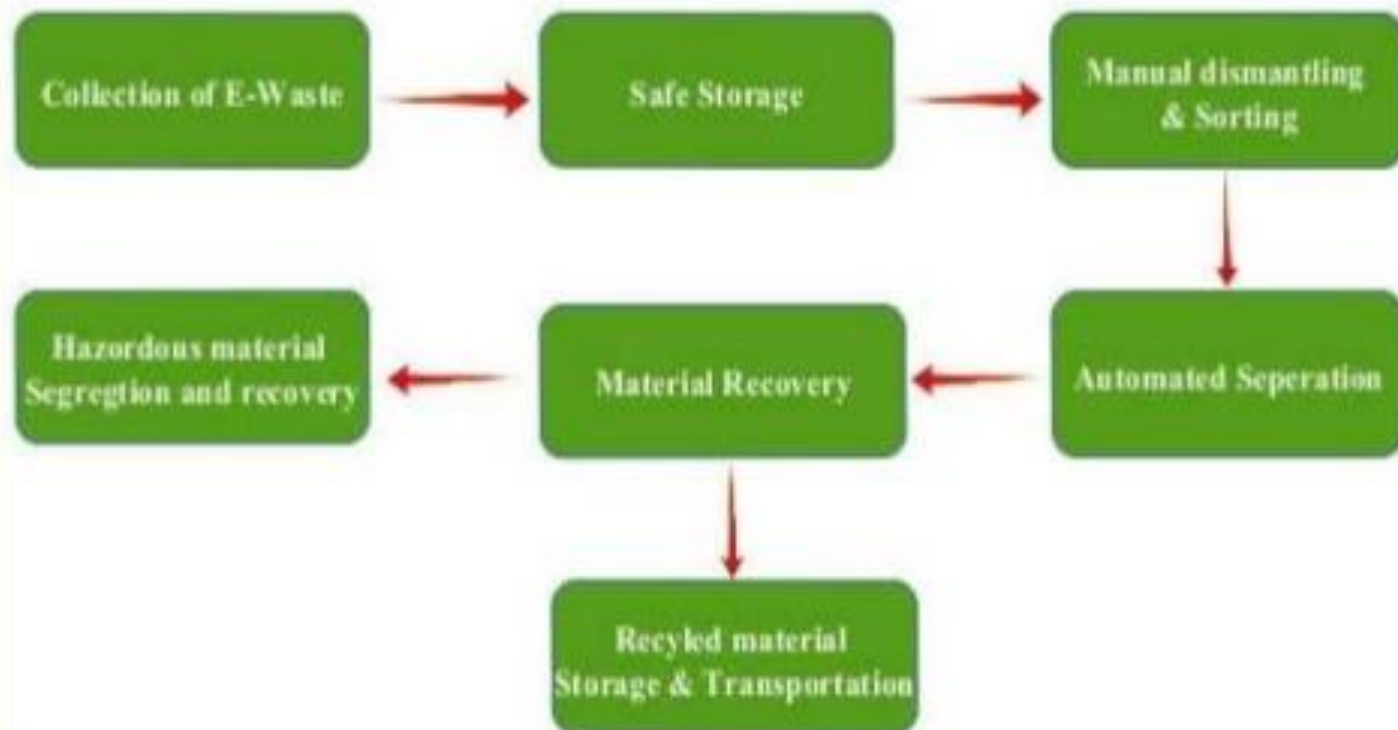 Collection of E-Waste
Safe Storage
Manual dismantling
& Sorting
Hazordous material
Segregtion and recovery
Material Recovery
Automated Seperation
Recyled material
Storage & Transportation